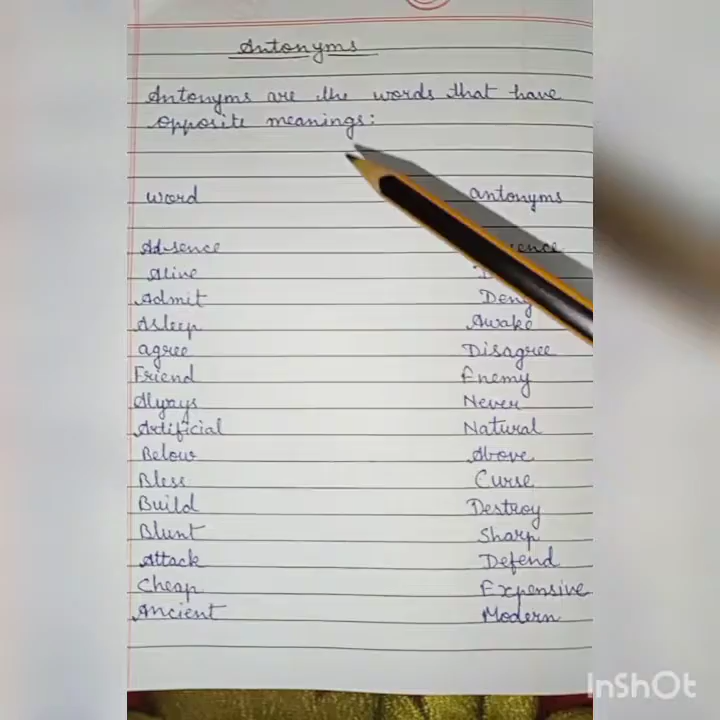 Antonyms
Antonyms are the words that have
opposite meanings:
word antonyms
Absence
Alive
Admit Deny
Asleep Awake
agree Disagree
Friend Enemy
Always Never
Artificial Natural
Below Above
Bless Curse
Build Destroy
Blunt Sharp
Attack Defend
Cheap Expensive
Ancient Modern
InShOt